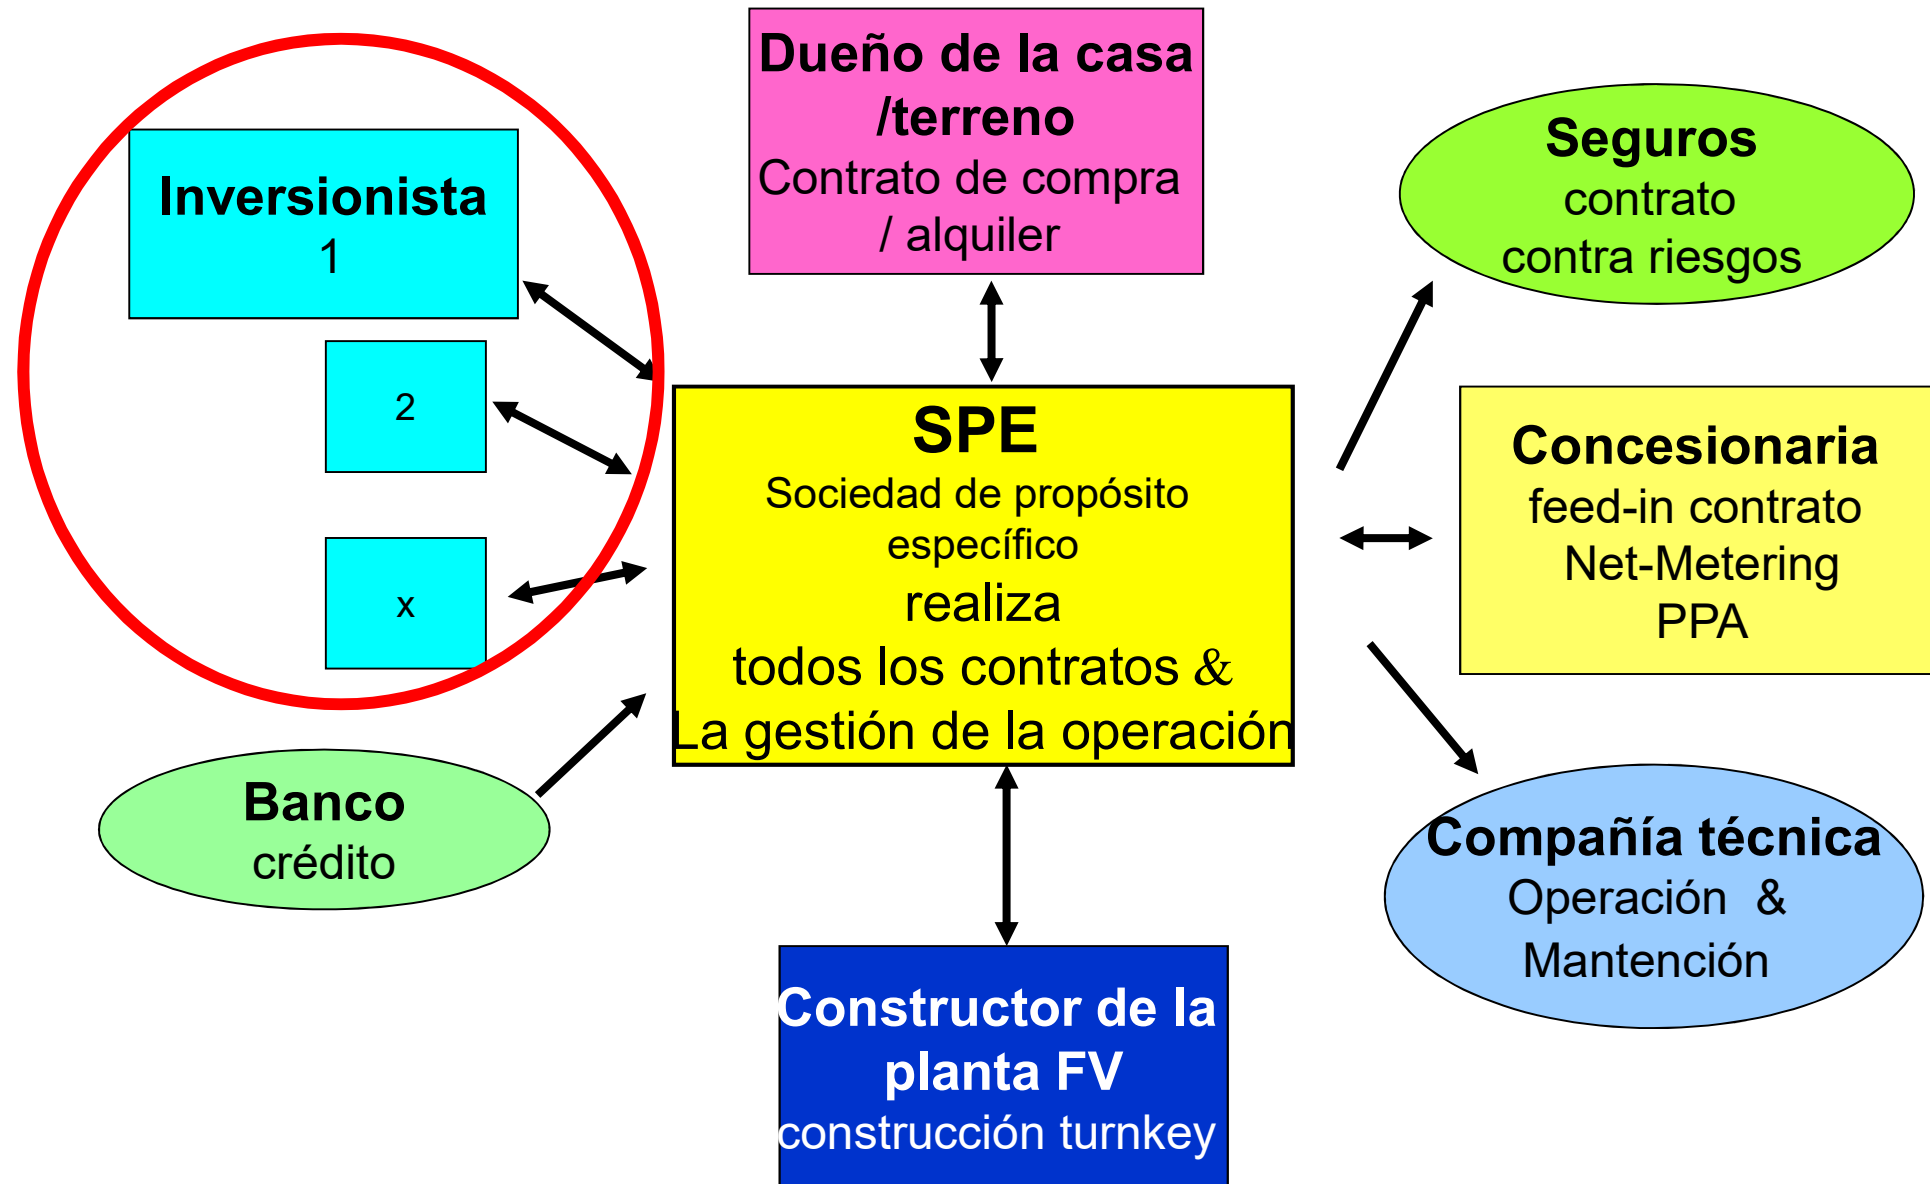 Dueño de la casa
/terreno
Contrato de compra
/ alquiler
Inversionista
1
2
x
Banco
crédito
SPE
Sociedad de propósito
específico
realiza
todos los contratos &
La gestión de la operación
Seguros
contrato
contra riesgos
Concesionaria
feed-in contrato
Net-Metering
PPA
Compañía técnica
Operación  &
Mantención
Constructor de la
planta FV
construcción turnkey